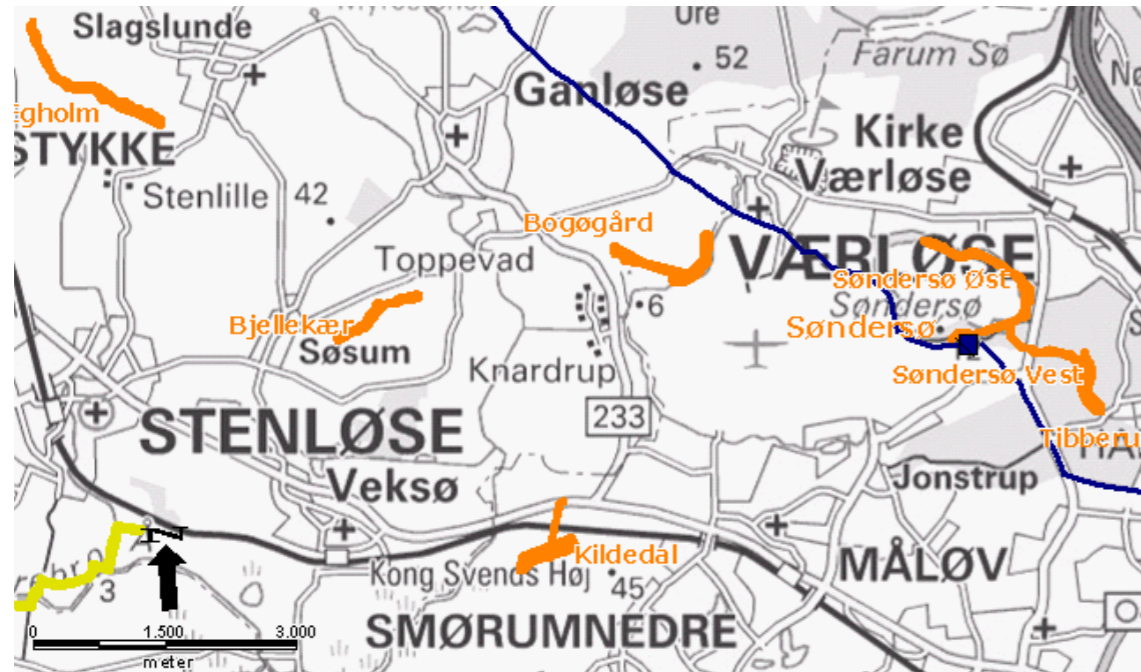 Slagslunde
Ure
52
Farum Sø
Ganløse
gholm
STYKKE
Kirke
Værløse
Stenlille
42
Bogøgård
Toppevad
VÆRLØSE
Søndersø Øst
Søndersø
Bjellekær
6
Søndersø
Søsum
Knardrup
Søndersø Vest
233
STENLØSE
Tibberu
Veksø
Jonstrup
Kildedal
MÅLØV
Kong Svends Høj
45
3
SMØRUMNEDRE
0 1.500 3.000
meter